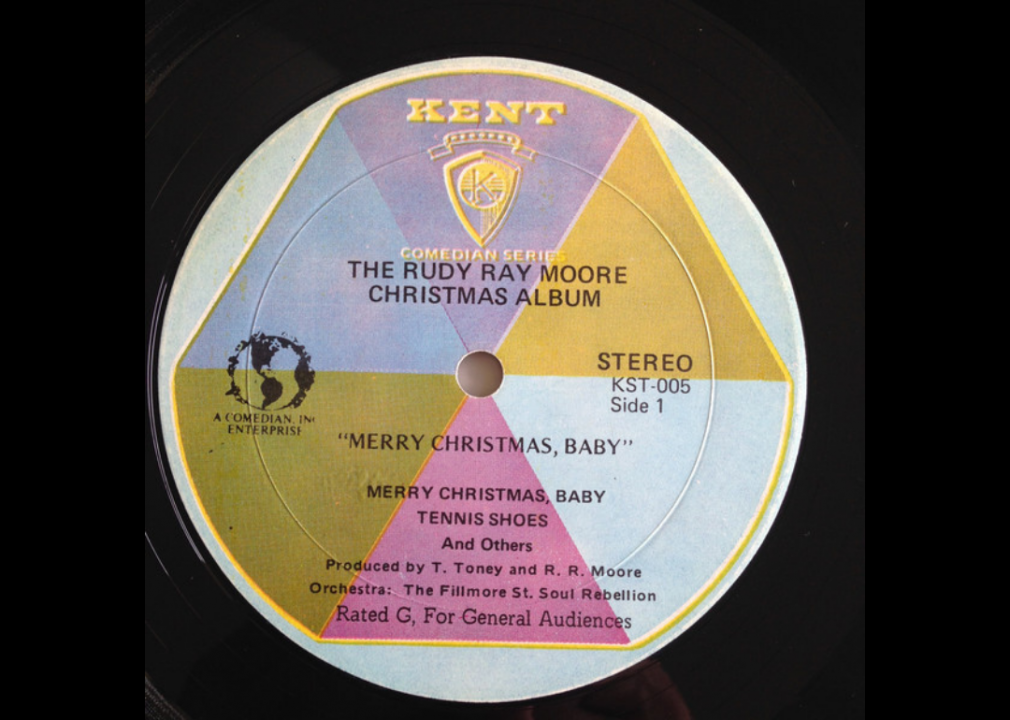 KENT
K
COMEDIAN SERIES
THE RUDY RAY MOORE
CHRISTMAS ALBUM
STEREO
KST-005
Side 1
A COMEDIAN, INC
ENTERPRISE
"MERRY CHRISTMAS, BABY"
MERRY CHRISTMAS, BABY
TENNIS SHOES
And Others
Produced by T. Toney and R. R. Moore
Orchestra: The Fillmore St. Soul Rebellion
Rated G, For General Audiences